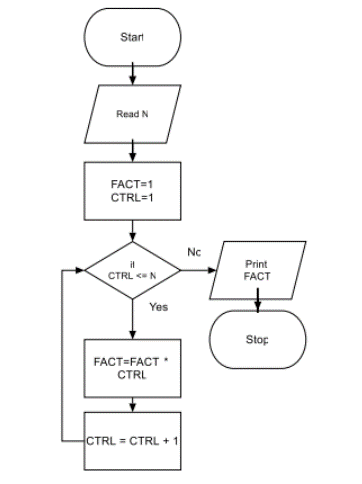 Start
Read N
FACT=1
CTRL=1
if
CTRL <= N
No
Print
FACT
Yes
Stop
FACT=FACT *
CTRL
CTRL = CTRL + 1